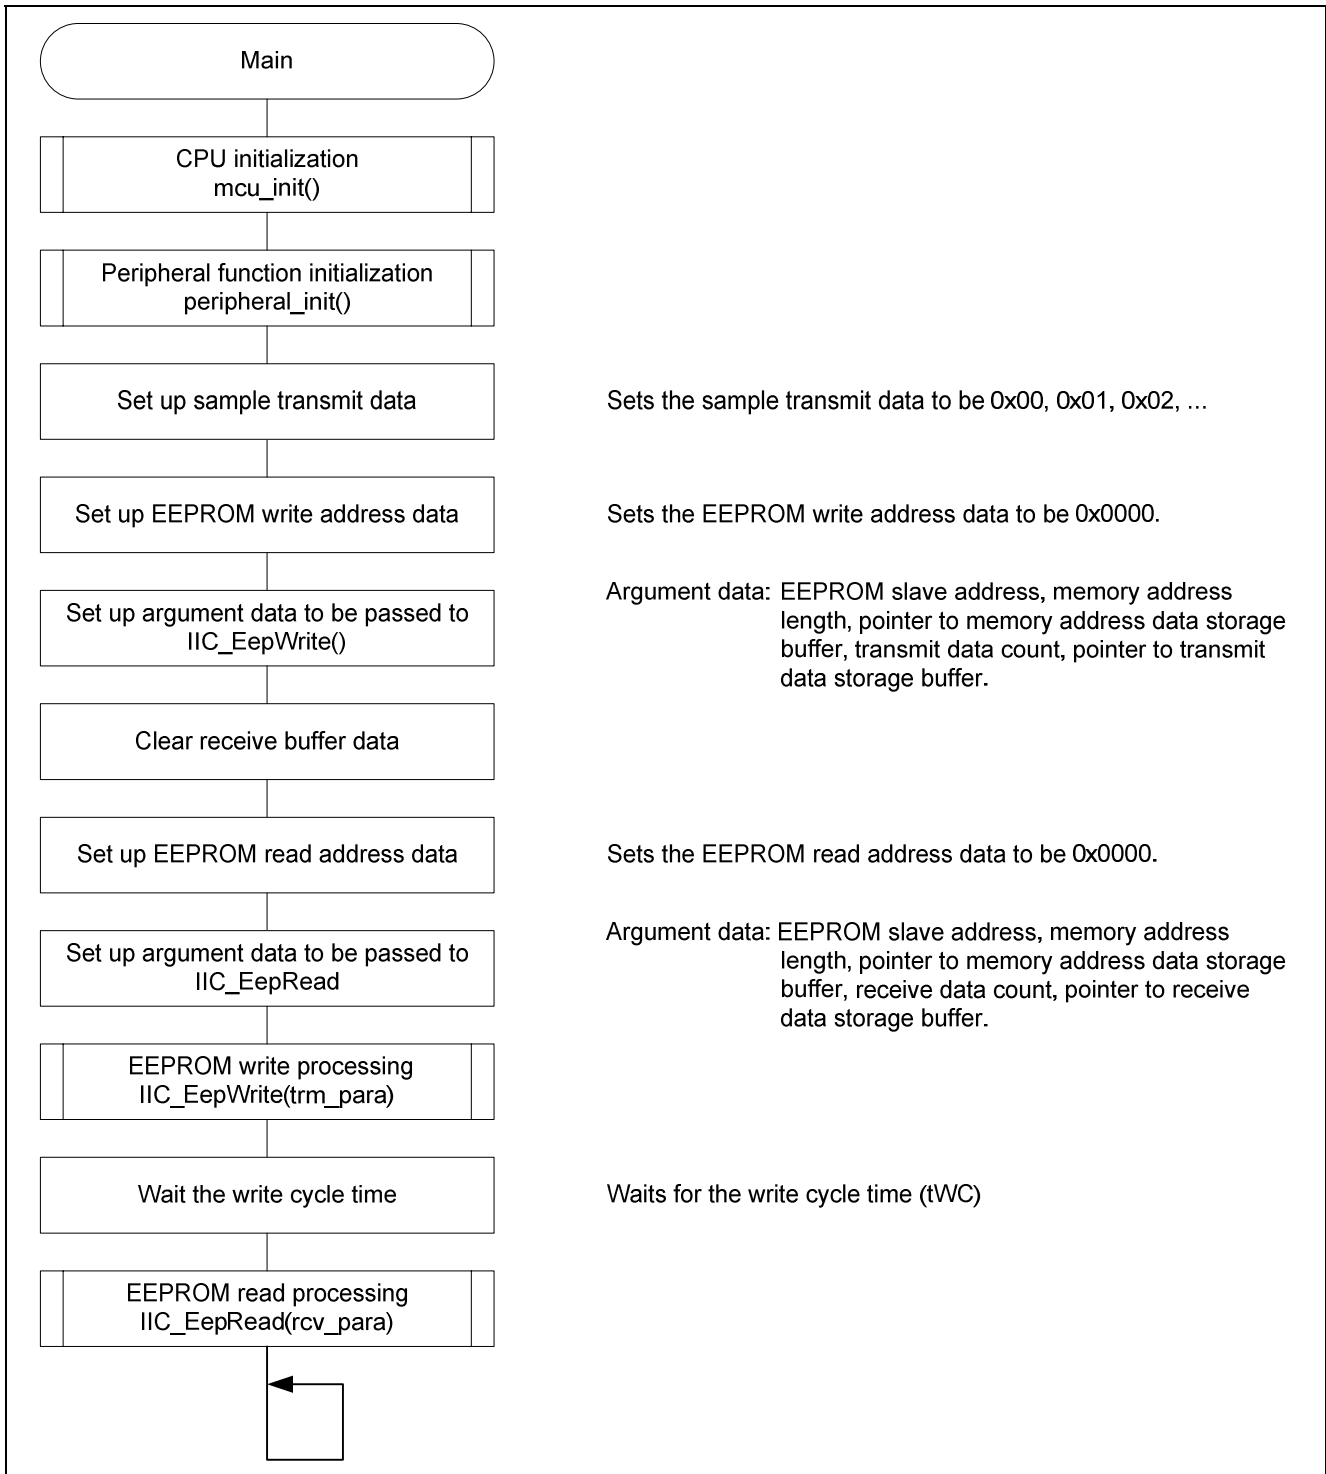 Main
CPU initialization
mcu_init()
Peripheral function initialization
peripheral_init()
Set up sample transmit data
Sets the sample transmit data to be 0x00, 0x01, 0x02, ...
Set up EEPROM write address data
Sets the EEPROM write address data to be 0x0000.
Set up argument data to be passed to
IIC_EepWrite()
Argument data: EEPROM slave address, memory address
length, pointer to memory address data storage
buffer, transmit data count, pointer to transmit
data storage buffer.
Clear receive buffer data
Set up EEPROM read address data
Sets the EEPROM read address data to be 0x0000.
Set up argument data to be passed to
IIC_EepRead
Argument data: EEPROM slave address, memory address
length, pointer to memory address data storage
buffer, receive data count, pointer to receive
data storage buffer.
EEPROM write processing
IIC_EepWrite(trm_para)
Wait the write cycle time
Waits for the write cycle time (tWC)
EEPROM read processing
IIC_EepRead(rcv_para)